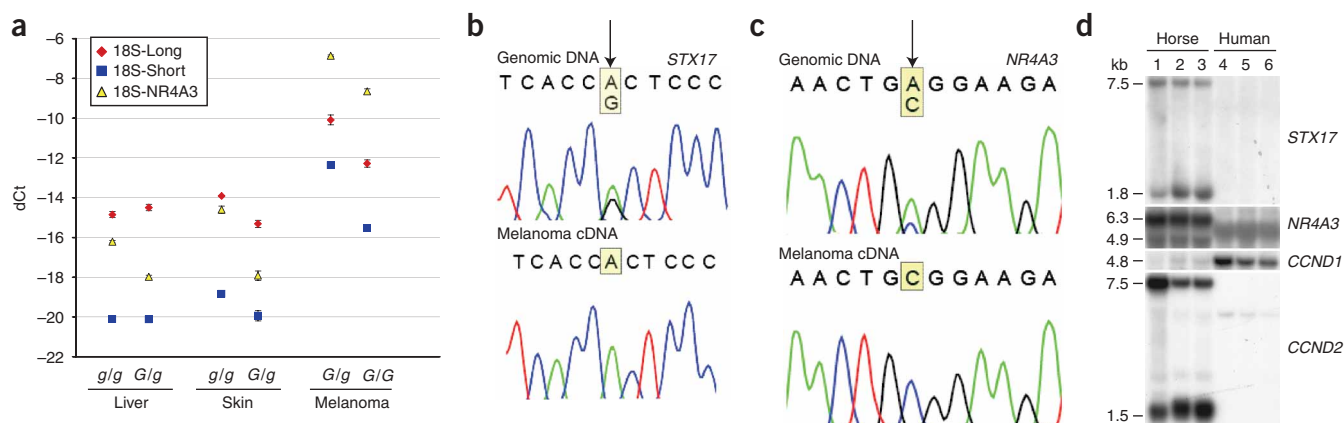 a
−6
−8
−10
−12
−14
−16
−18
−20
−22
dCt
18S-Long
18S-Short
18S-NR4A3
g/g G/g g/g G/g G/g G/G
Liver Skin Melanoma
b
Genomic DNA STX17
T C A C C A C T C C C
G
Melanoma cDNA
T C A C C A C T C C C
c
Genomic DNA NR4A3
A A C T G A G G A A G A
C
Melanoma cDNA
A A C T G C G G A A G A
d
Horse Human
kb 1 2 3 4 5 6
7.5
STX17
1.8
6.3
NR4A3
4.9
4.8 CCND1
7.5
CCND2
1.5